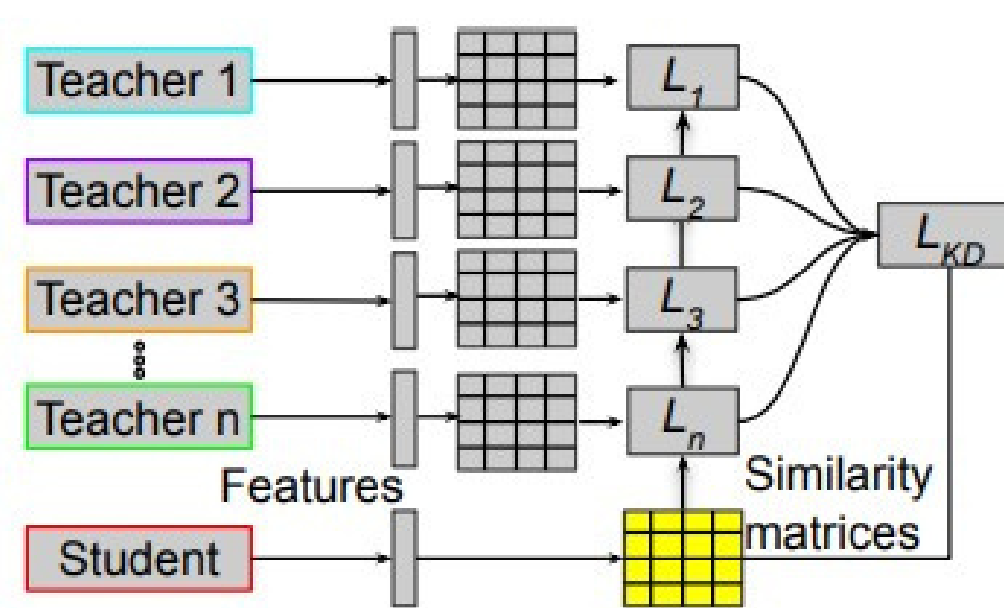 Teacher 1
L1
Teacher 2
L2
LKD
Teacher 3
L3
Teacher n
Ln
Features
Similarity
matrices
Student